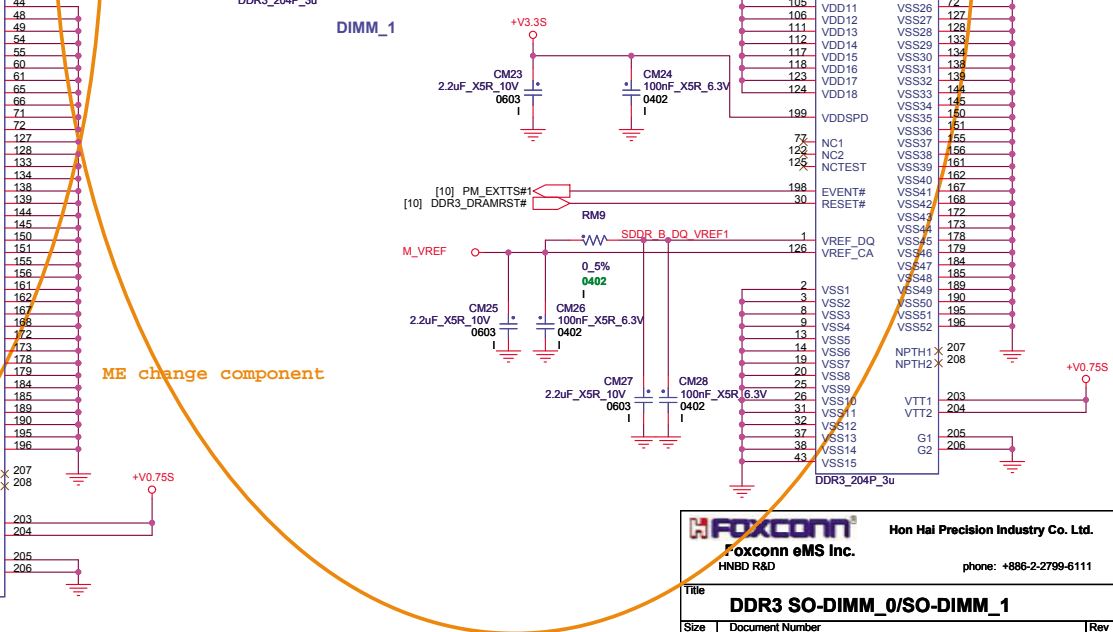 44
48
49
54
55
60
61
65
66
71
72
127
128
133
134
138
139
144
145
150
151
155
156
161
162
167
168
172
173
178
179
184
185
189
190
195
196
207
208
203
204
205
206
DDR3_204P_3u
DIMM_1
ME change component
+V0.75S
+V3.3S
CM23
2.2uF_X5R_10V
0603
I
CM24
100nF_X5R_6.3V
0402
I
[10] PM_EXTTS#1
[10] DDR3_DRAMRST#
RM9
SDDR_B_DQ_VREF1
M_VREF
0_5%
0402
I
CM25
2.2uF_X5R_10V
0603
I
CM26
100nF_X5R_6.3V
0402
I
CM27
2.2uF_X5R_10V
0603
I
CM28
100nF_X5R_6.3V
0402
I
105 VDD11
106 VDD12
111 VDD13
112 VDD14
117 VDD15
118 VDD16
123 VDD17
124 VDD18
199 VDDSPD
77 NC1
122 NC2
125 NCTEST
198 EVENT#
30 RESET#
1 VREF_DQ
126 VREF_CA
2 VSS1
3 VSS2
8 VSS3
9 VSS4
13 VSS5
14 VSS6
19 VSS7
20 VSS8
25 VSS9
26 VSS10
31 VSS11
32 VSS12
37 VSS13
38 VSS14
43 VSS15
VSS26 72
VSS27 127
VSS28 128
VSS29 133
VSS30 134
VSS31 138
VSS32 139
VSS33 144
VSS34 145
VSS35 150
VSS36 151
VSS37 155
VSS38 156
VSS39 161
VSS40 162
VSS41 167
VSS42 168
VSS43 172
VSS44 173
VSS45 178
VSS46 179
VSS47 184
VSS48 185
VSS49 189
VSS50 190
VSS51 195
VSS52 196
NPTH1 207
NPTH2 208
VTT1 203
VTT2 204
G1 205
G2 206
+V0.75S
DDR3_204P_3u
FOXCONN
Hon Hai Precision Industry Co. Ltd.
Foxconn eMS Inc.
HNBD R&D
phone: +886-2-2799-6111
Title
DDR3 SO-DIMM_0/SO-DIMM_1
Size
Document Number
Rev